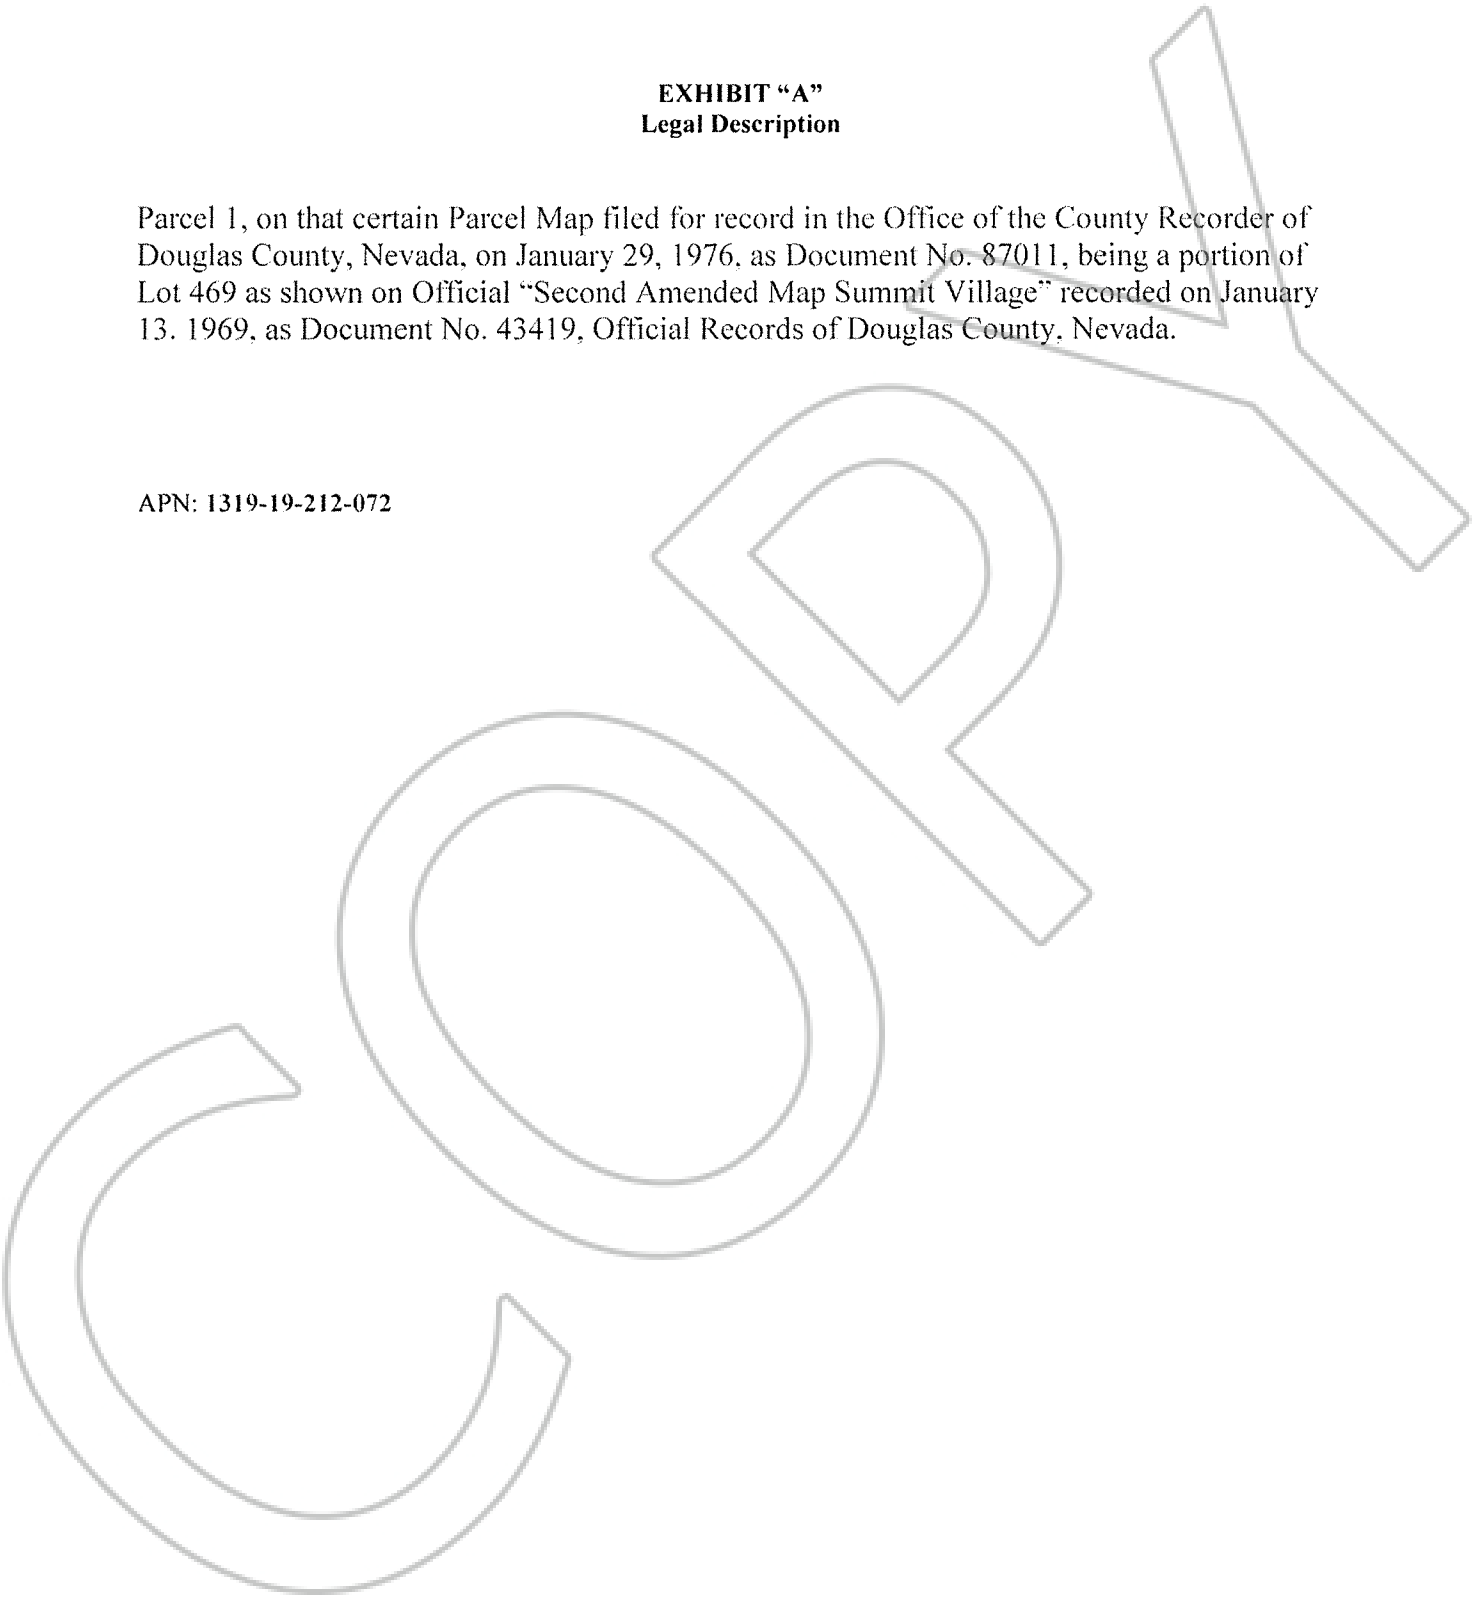 EXHIBIT “A”
Legal Description
Parcel 1, on that certain Parcel Map filed for record in the Office of the County Recorder of
Douglas County, Nevada, on January 29, 1976, as Document No. 87011, being a portion of
Lot 469 as shown on Official “Second Amended Map Summit Village” recorded on January
13, 1969, as Document No. 43419, Official Records of Douglas County, Nevada.
APN: 1319-19-212-072
COPY